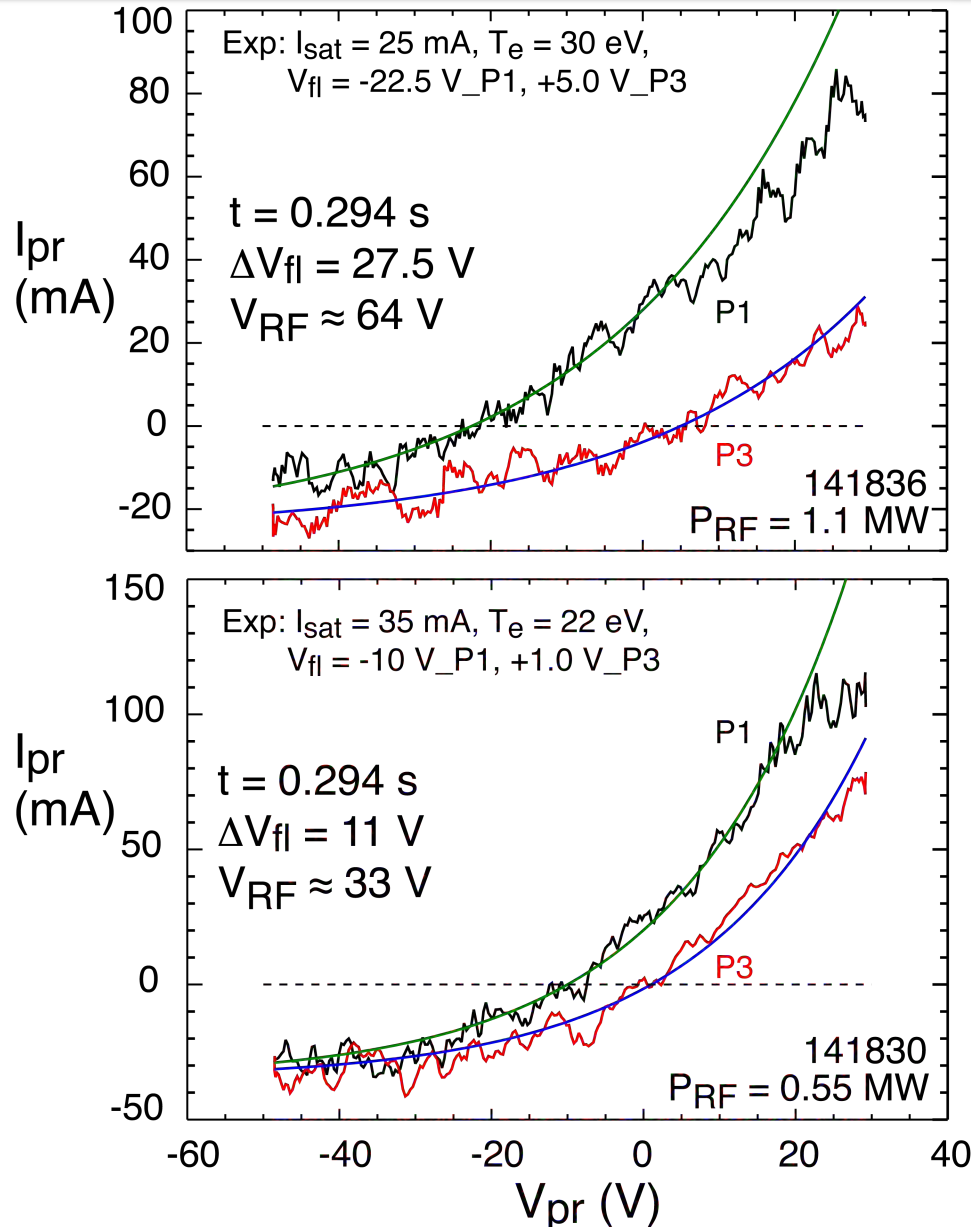 100
80
60
40
20
0
-20
Ipr
(mA)
Exp: Isat = 25 mA, Te = 30 eV,
Vfl = -22.5 V_P1, +5.0 V_P3
t = 0.294 s
ΔVfl = 27.5 V
VRF ≈ 64 V
P1
P3
141836
PRF = 1.1 MW
150
100
50
0
-50
Ipr
(mA)
Exp: Isat = 35 mA, Te = 22 eV,
Vfl = -10 V_P1, +1.0 V_P3
t = 0.294 s
ΔVfl = 11 V
VRF ≈ 33 V
P1
P3
141830
PRF = 0.55 MW
-60 -40 -20 0 20 40
Vpr (V)